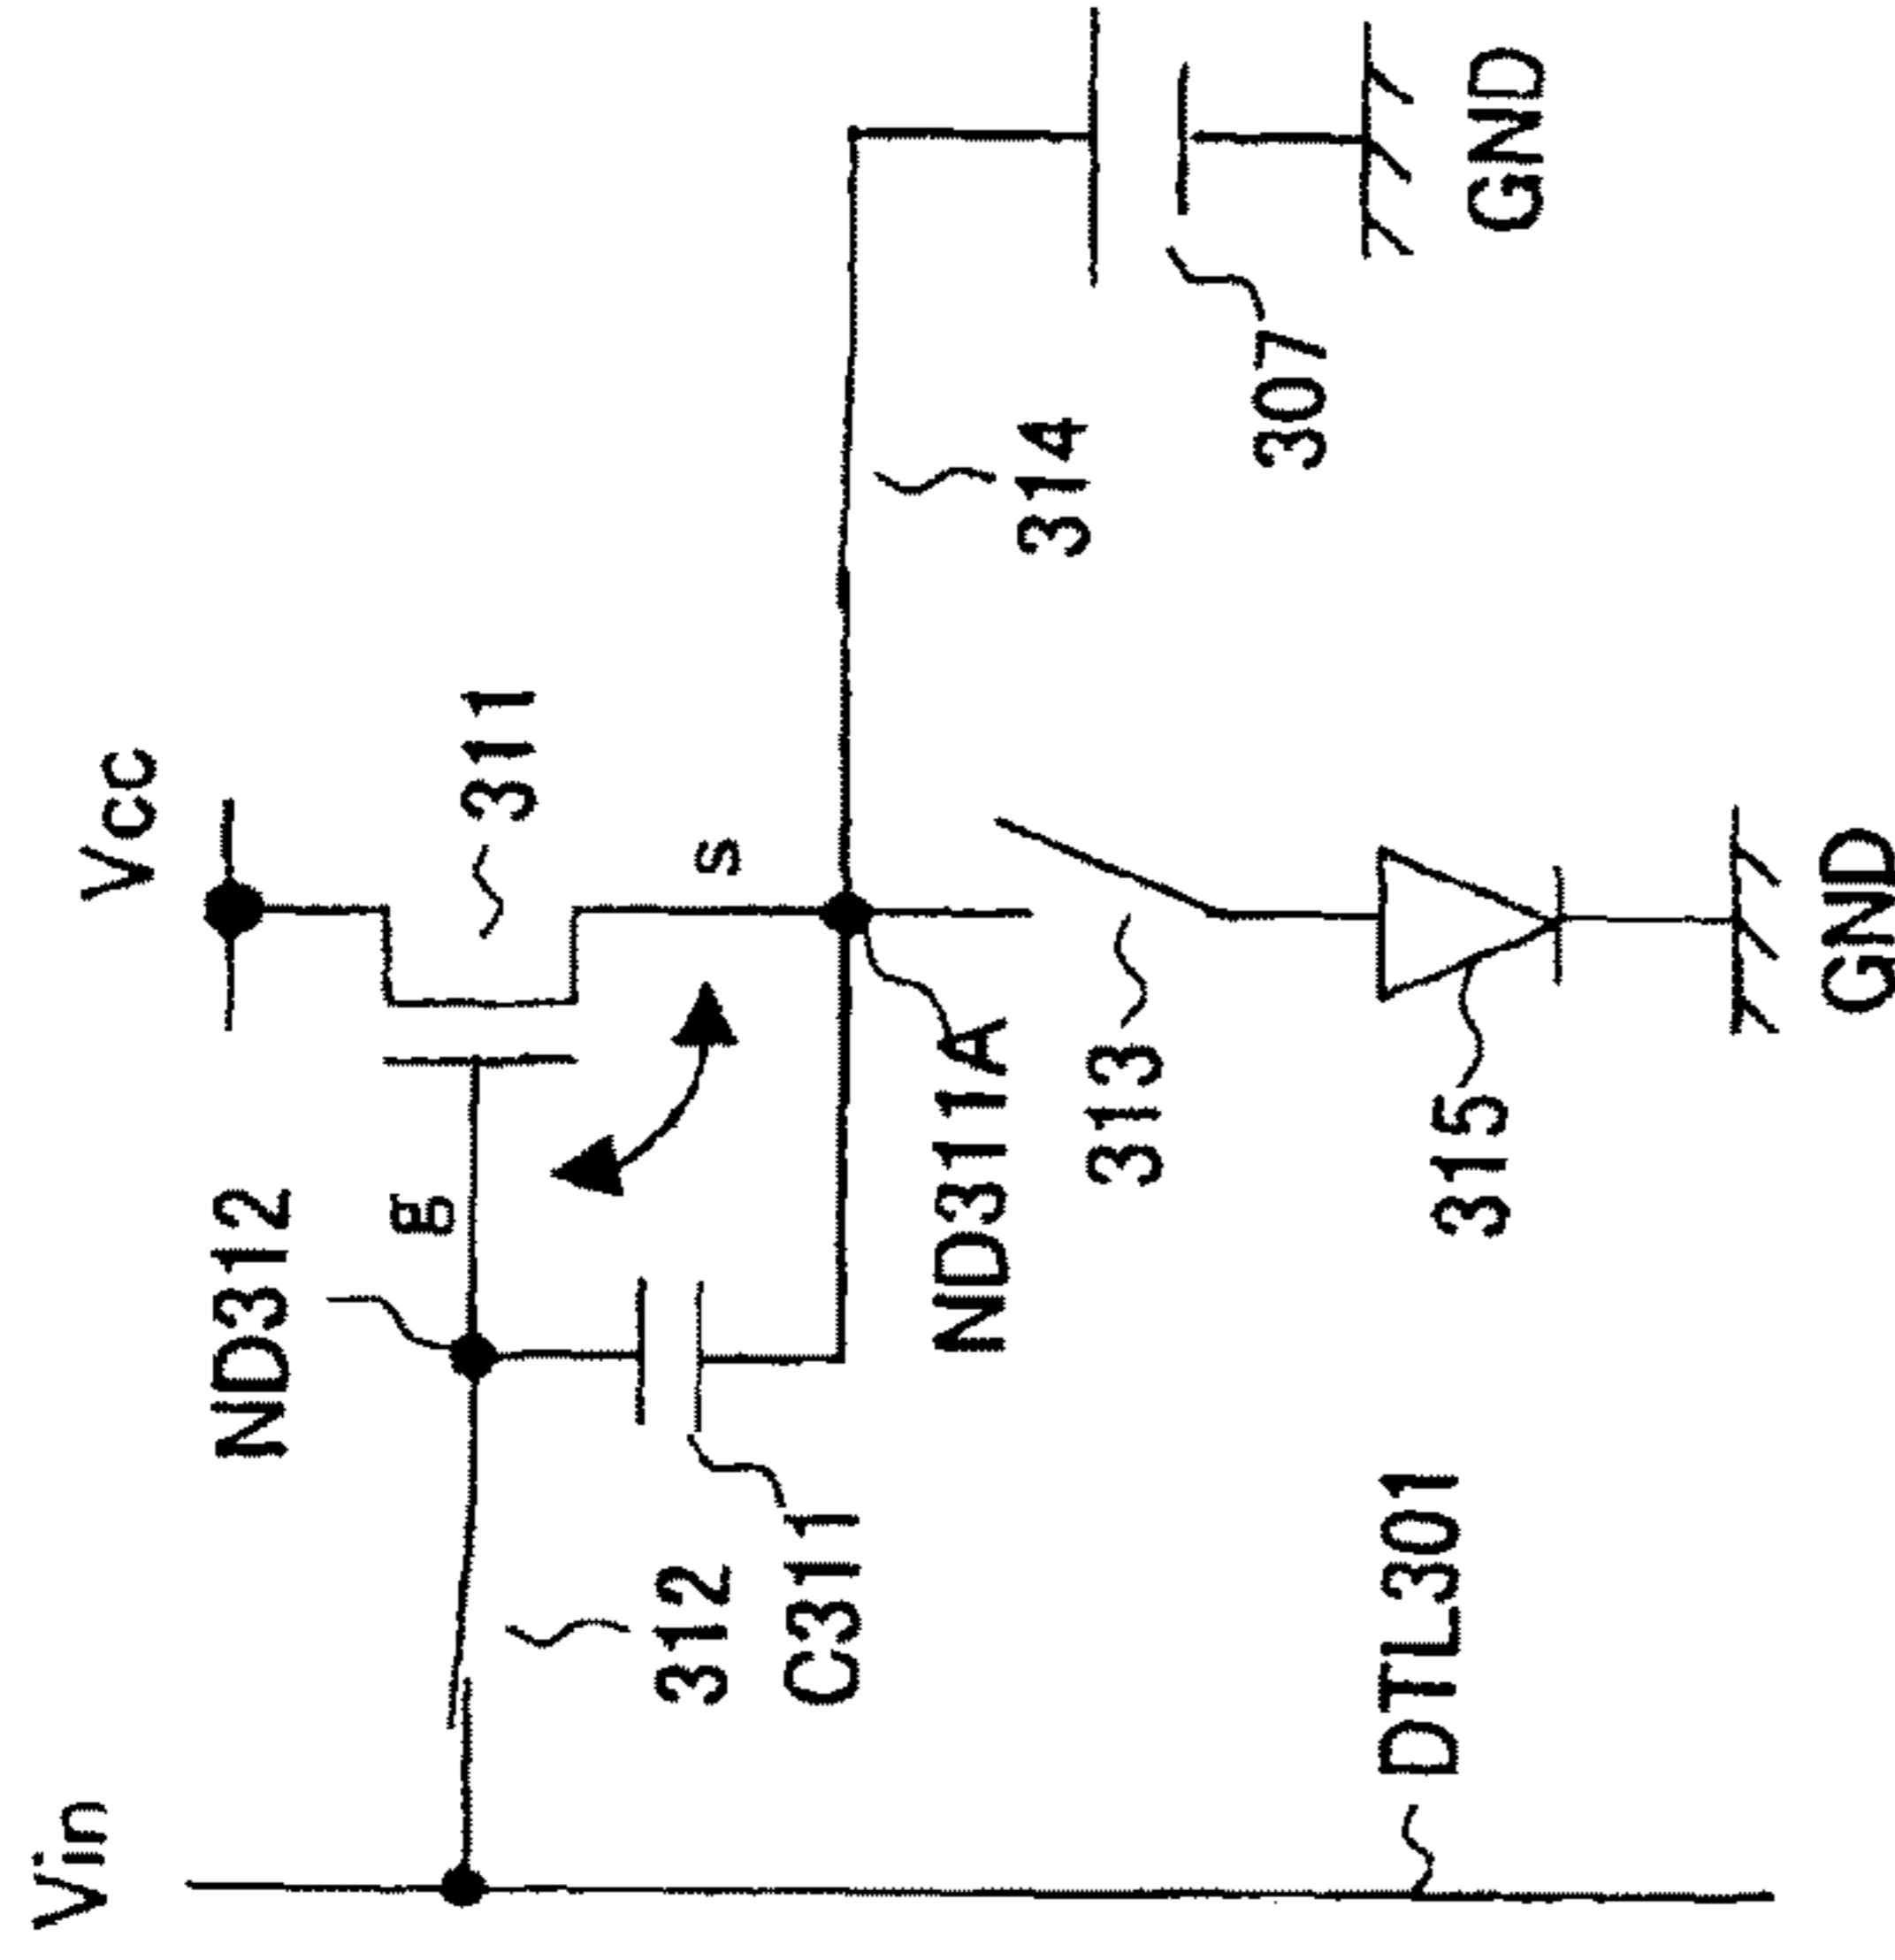 Vin
Vcc
ND312
g
311
s
312
C311
ND311A
314
313
307
GND
DTL301
315
GND